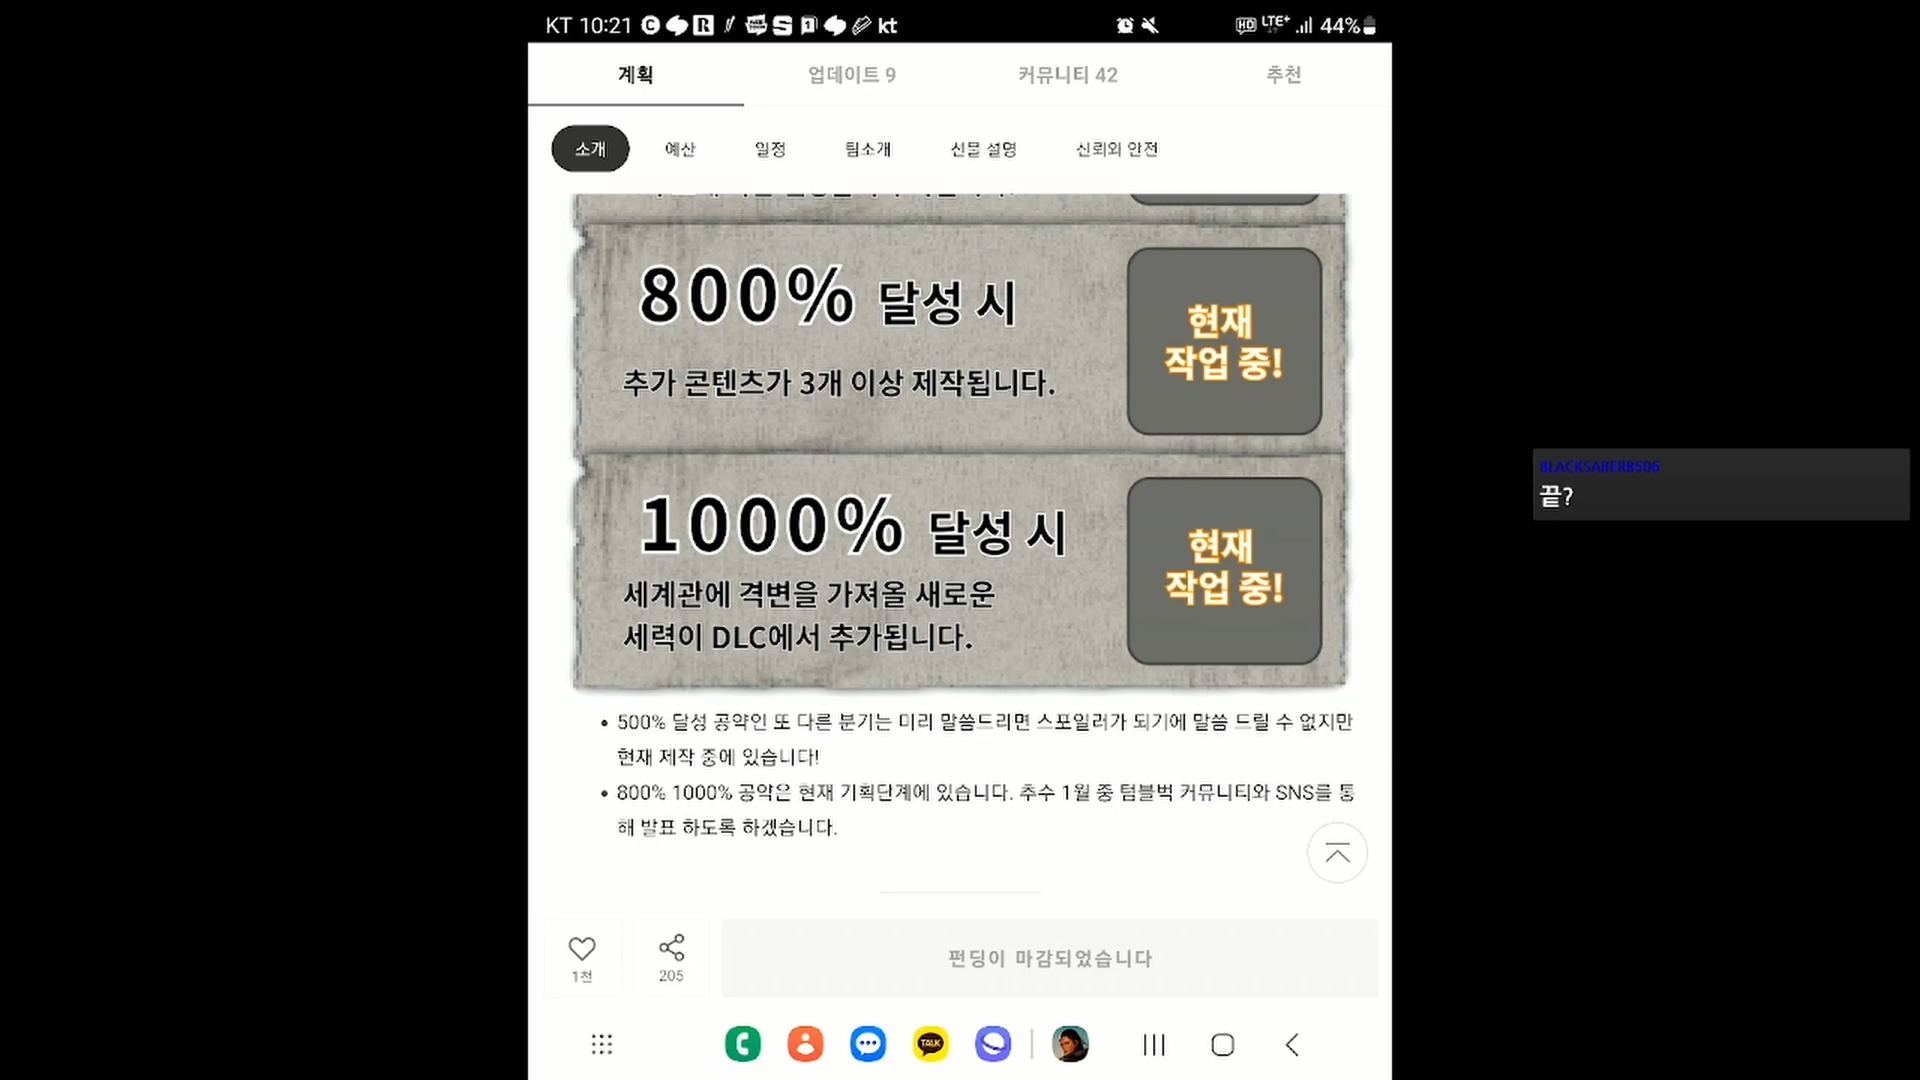 KT 10:21
kt
HD LTE+ 44%
계획
업데이트 9
커뮤니티 42
추천
소개
예산
일정
팀소개
선물 설명
신뢰와 안전
800% 달성 시
추가 콘텐츠가 3개 이상 제작됩니다.
현재
작업 중!
1000% 달성 시
세계관에 격변을 가져올 새로운
세력이 DLC에서 추가됩니다.
현재
작업 중!
• 500% 달성 공약인 또 다른 분기는 미리 말씀드리면 스포일러가 되기에 말씀 드릴 수 없지만
현재 제작 중에 있습니다!
• 800% 1000% 공약은 현재 기획단계에 있습니다. 추수 1월 중 텀블벅 커뮤니티와 SNS를 통
해 발표 하도록 하겠습니다.
BLACKSABER8506
끝?
1천
205
펀딩이 마감되었습니다
TALK